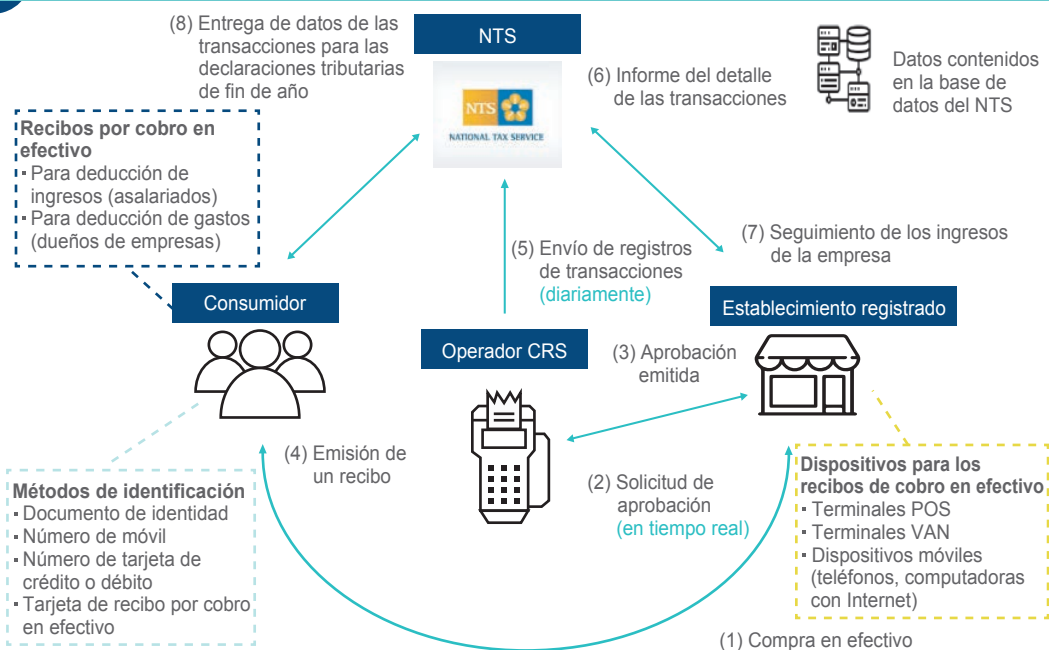 (8) Entrega de datos de las
transacciones para las
declaraciones tributarias
de fin de año
NTS
NTS
NATIONAL TAX SERVICE
(6) Informe del detalle
de las transacciones
Datos contenidos
en la base de
datos del NTS
Recibos por cobro en
efectivo
▪ Para deducción de
ingresos (asalariados)
▪ Para deducción de gastos
(dueños de empresas)
(5) Envío de registros
de transacciones
(diariamente)
(7) Seguimiento de los ingresos
de la empresa
Consumidor
Operador CRS
Establecimiento registrado
(3) Aprobación
emitida
(4) Emisión de
un recibo
(2) Solicitud de
aprobación
(en tiempo real)
Métodos de identificación
▪ Documento de identidad
▪ Número de móvil
▪ Número de tarjeta de
crédito o débito
▪ Tarjeta de recibo por cobro
en efectivo
Dispositivos para los
recibos de cobro en efectivo
▪ Terminales POS
▪ Terminales VAN
▪ Dispositivos móviles
(teléfonos, computadoras
con Internet)
(1) Compra en efectivo